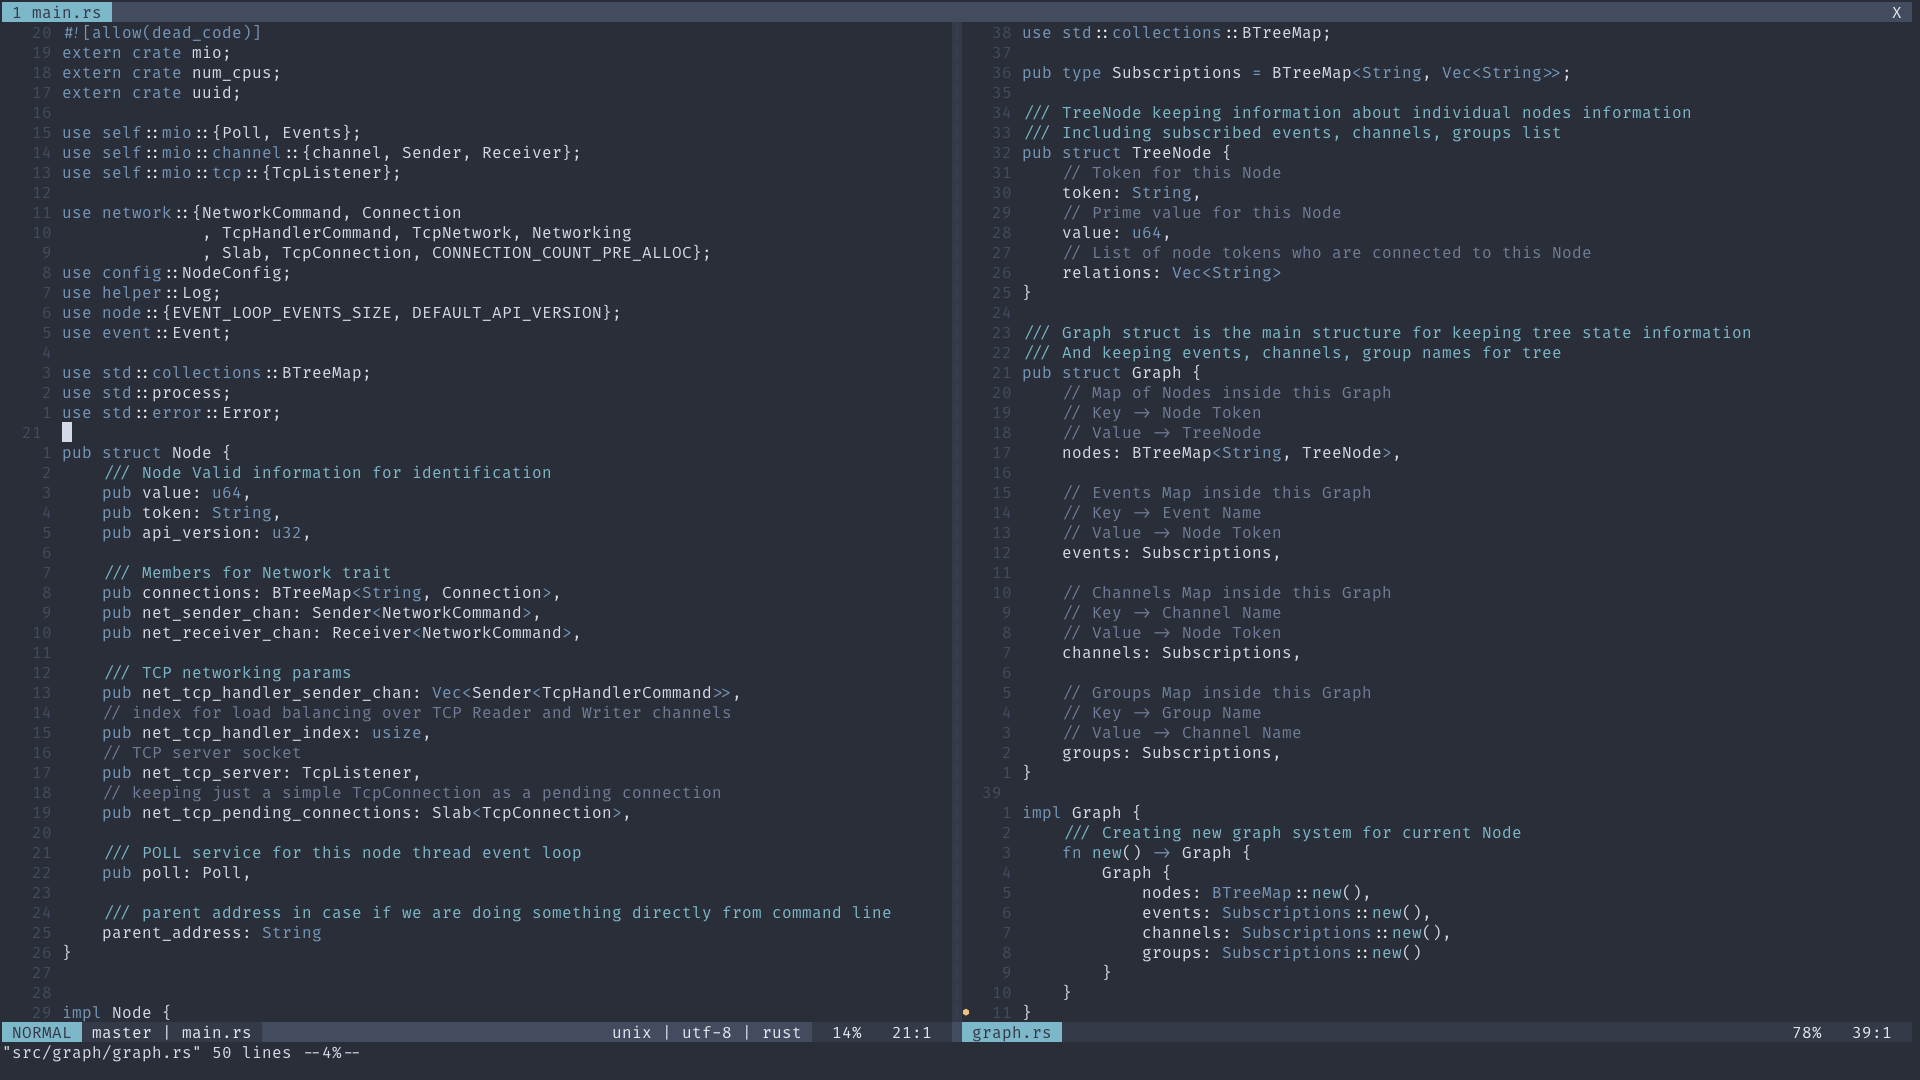 1 main.rs X
20 #![allow(dead_code)]
19 extern crate mio;
18 extern crate num_cpus;
17 extern crate uuid;
16
15 use self::mio::{Poll, Events};
14 use self::mio::channel::{channel, Sender, Receiver};
13 use self::mio::tcp::{TcpListener};
12
11 use network::{NetworkCommand, Connection
10               , TcpHandlerCommand, TcpNetwork, Networking
9               , Slab, TcpConnection, CONNECTION_COUNT_PRE_ALLOC};
8 use config::NodeConfig;
7 use helper::Log;
6 use node::{EVENT_LOOP_EVENTS_SIZE, DEFAULT_API_VERSION};
5 use event::Event;
4
3 use std::collections::BTreeMap;
2 use std::process;
1 use std::error::Error;
21
1 pub struct Node {
2     /// Node Valid information for identification
3     pub value: u64,
4     pub token: String,
5     pub api_version: u32,
6
7     /// Members for Network trait
8     pub connections: BTreeMap<String, Connection>,
9     pub net_sender_chan: Sender<NetworkCommand>,
10     pub net_receiver_chan: Receiver<NetworkCommand>,
11
12     /// TCP networking params
13     pub net_tcp_handler_sender_chan: Vec<Sender<TcpHandlerCommand>>,
14     // index for load balancing over TCP Reader and Writer channels
15     pub net_tcp_handler_index: usize,
16     // TCP server socket
17     pub net_tcp_server: TcpListener,
18     // keeping just a simple TcpConnection as a pending connection
19     pub net_tcp_pending_connections: Slab<TcpConnection>,
20
21     /// POLL service for this node thread event loop
22     pub poll: Poll,
23
24     /// parent address in case if we are doing something directly from command line
25     parent_address: String
26 }
27
28
29 impl Node {
NORMAL master | main.rs unix | utf-8 | rust 14% 21:1
38 use std::collections::BTreeMap;
37
36 pub type Subscriptions = BTreeMap<String, Vec<String>>;
35
34 /// TreeNode keeping information about individual nodes information
33 /// Including subscribed events, channels, groups list
32 pub struct TreeNode {
31     // Token for this Node
30     token: String,
29     // Prime value for this Node
28     value: u64,
27     // List of node tokens who are connected to this Node
26     relations: Vec<String>
25 }
24
23 /// Graph struct is the main structure for keeping tree state information
22 /// And keeping events, channels, group names for tree
21 pub struct Graph {
20     // Map of Nodes inside this Graph
19     // Key -> Node Token
18     // Value -> TreeNode
17     nodes: BTreeMap<String, TreeNode>,
16
15     // Events Map inside this Graph
14     // Key -> Event Name
13     // Value -> Node Token
12     events: Subscriptions,
11
10     // Channels Map inside this Graph
9     // Key -> Channel Name
8     // Value -> Node Token
7     channels: Subscriptions,
6
5     // Groups Map inside this Graph
4     // Key -> Group Name
3     // Value -> Channel Name
2     groups: Subscriptions,
1 }
39
1 impl Graph {
2     /// Creating new graph system for current Node
3     fn new() -> Graph {
4         Graph {
5             nodes: BTreeMap::new(),
6             events: Subscriptions::new(),
7             channels: Subscriptions::new(),
8             groups: Subscriptions::new()
9         }
10     }
11 }
graph.rs 78% 39:1
"src/graph/graph.rs" 50 lines --4%--